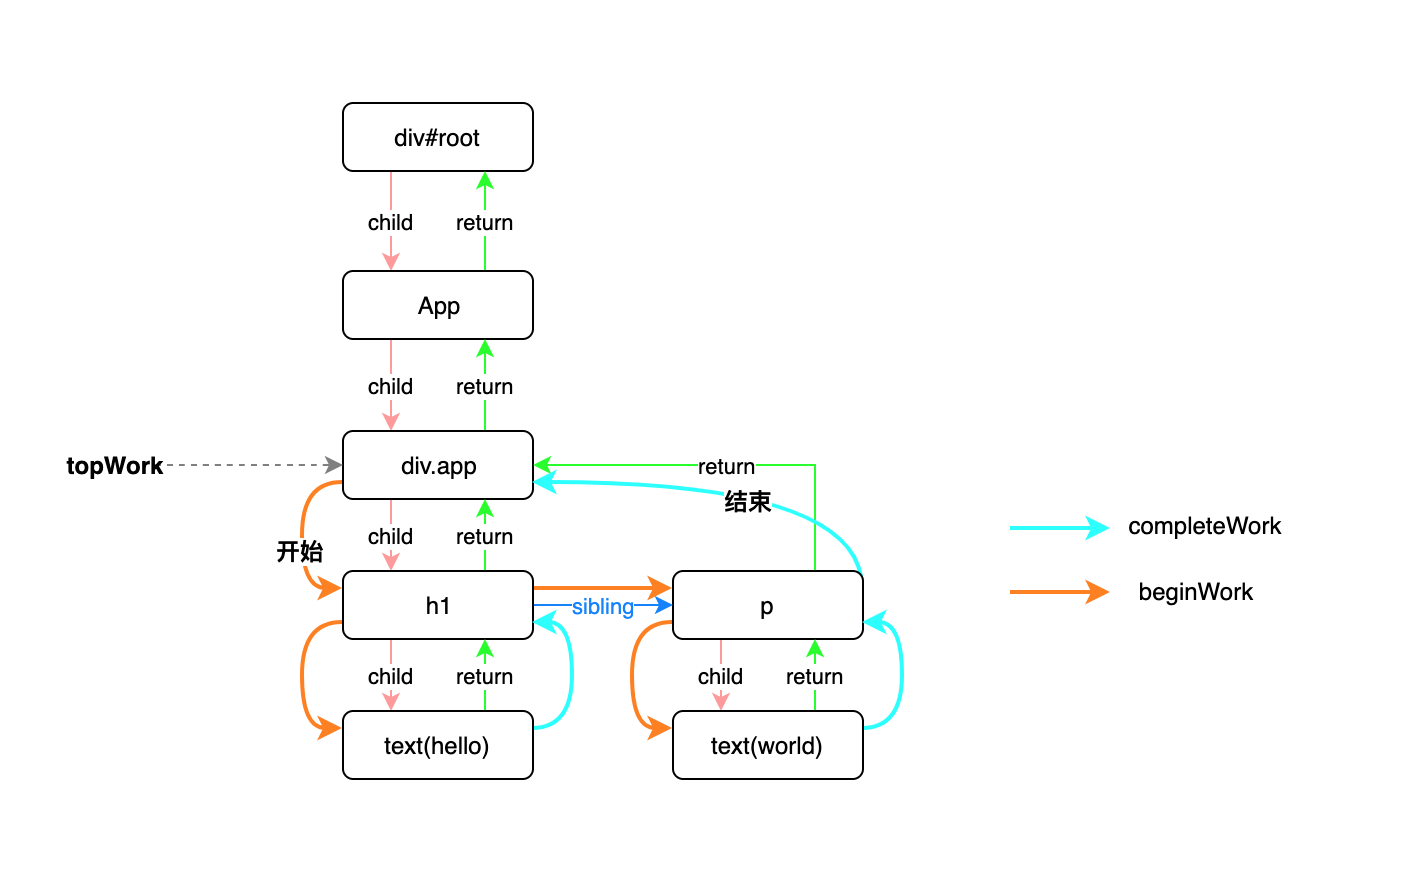 div#root
child
return
App
child
return
topWork
div.app
return
结束
child
return
开始
completeWork
h1
sibling
p
beginWork
child
return
child
return
text(hello)
text(world)